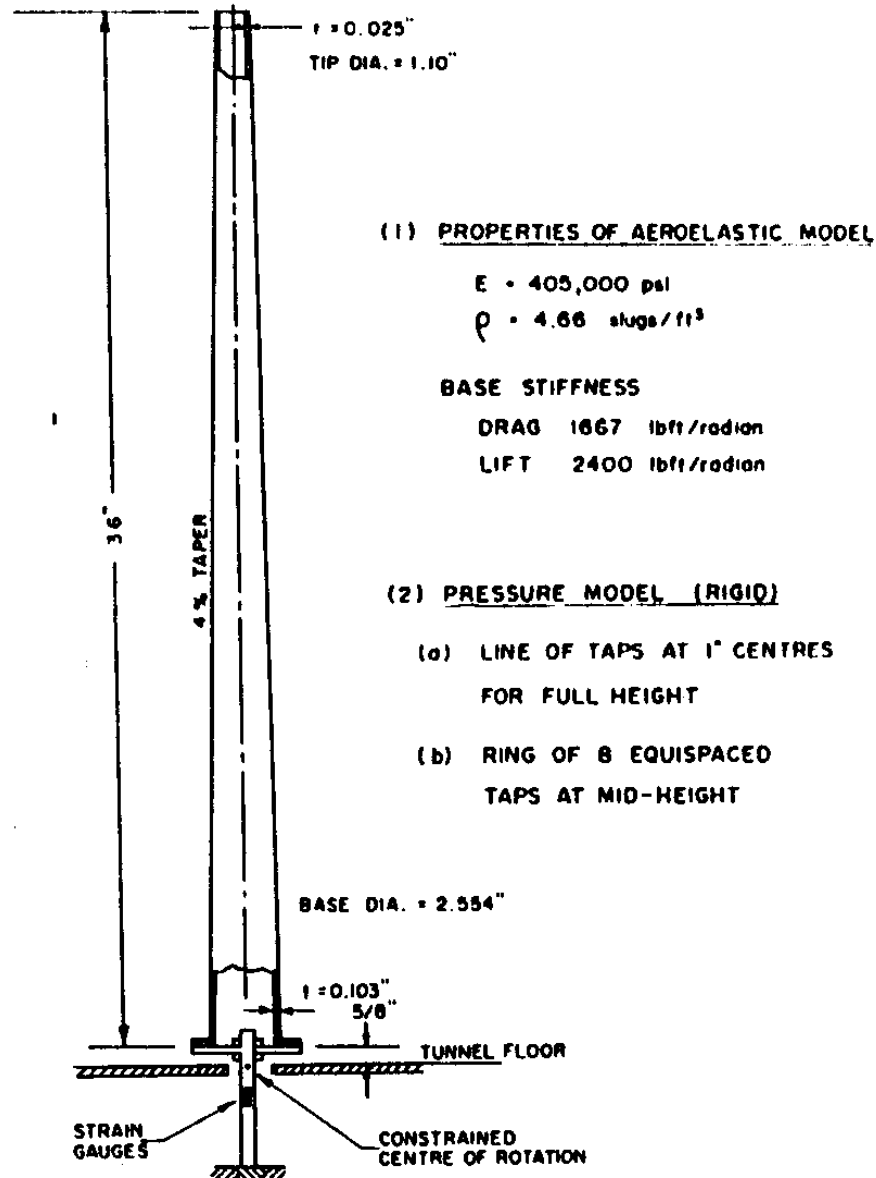 t = 0.025"
TIP DIA. = 1.10"
(1) PROPERTIES OF AEROELASTIC MODEL
E = 405,000 psi
ρ = 4.66 slugs/ft³
BASE STIFFNESS
DRAG 1667 lbft/radian
LIFT 2400 lbft/radian
36"
4% TAPER
(2) PRESSURE MODEL (RIGID)
(a) LINE OF TAPS AT 1" CENTRES
FOR FULL HEIGHT
(b) RING OF 8 EQUISPACED
TAPS AT MID-HEIGHT
BASE DIA. = 2.554"
t = 0.103"
5/8"
TUNNEL FLOOR
STRAIN
GAUGES
CONSTRAINED
CENTRE OF ROTATION